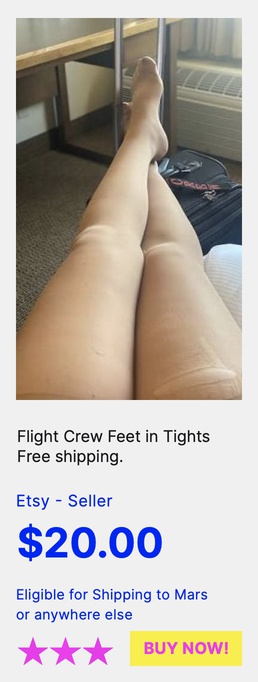 Flight Crew Feet in Tights
Free shipping.
Etsy - Seller
$20.00
Eligible for Shipping to Mars
or anywhere else
BUY NOW!